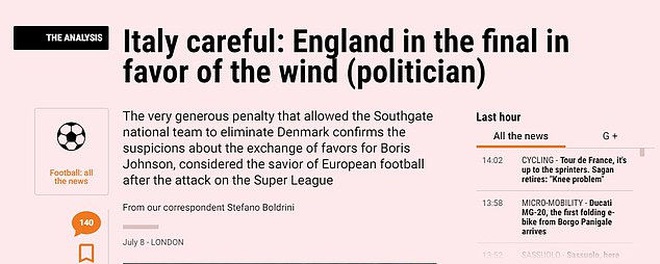 THE ANALYSIS
Italy careful: England in the final in
favor of the wind (politician)
Football: all
the news
140
The very generous penalty that allowed the Southgate
national team to eliminate Denmark confirms the
suspicions about the exchange of favors for Boris
Johnson, considered the savior of European football
after the attack on the Super League
From our correspondent Stefano Boldrini
July 8 - LONDON
Last hour
All the news G +
14:02 CYCLING - Tour de France, it's
up to the sprinters. Sagan
retires: "Knee problem"
13:58 MICRO-MOBILITY - Ducati
MG-20, the first folding e-
bike from Borgo Panigale
arrives
13:52 SASSUOLO - Sassuolo, here